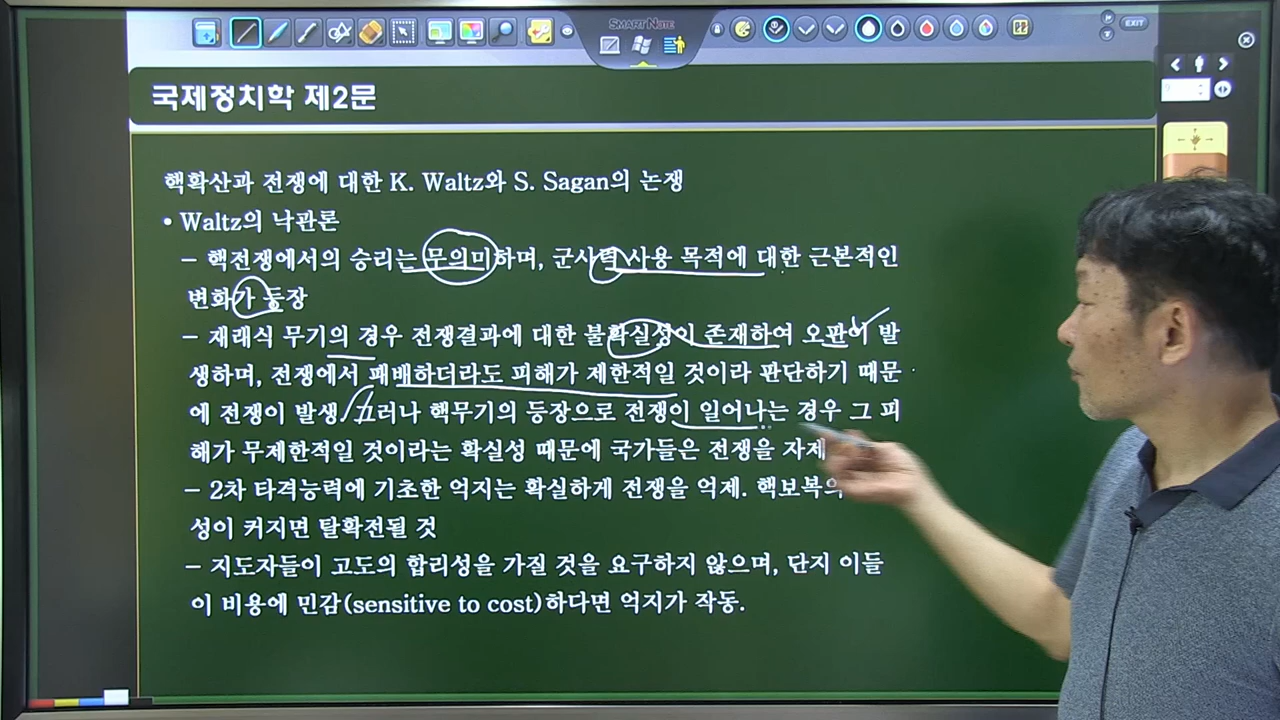 SMART NOTE
EXIT
국제정치학 제2문
핵확산과 전쟁에 대한 K. Waltz와 S. Sagan의 논쟁
• Waltz의 낙관론
– 핵전쟁에서의 승리는 무의미하며, 군사력 사용 목적에 대한 근본적인
변화가 등장
– 재래식 무기의 경우 전쟁결과에 대한 불확실성이 존재하여 오판이 발
생하며, 전쟁에서 패배하더라도 피해가 제한적일 것이라 판단하기 때문
에 전쟁이 발생. 그러나 핵무기의 등장으로 전쟁이 일어나는 경우 그 피
해가 무제한적일 것이라는 확실성 때문에 국가들은 전쟁을 자제
– 2차 타격능력에 기초한 억지는 확실하게 전쟁을 억제. 핵보복의
성이 커지면 탈확전될 것
– 지도자들이 고도의 합리성을 가질 것을 요구하지 않으며, 단지 이들
이 비용에 민감(sensitive to cost)하다면 억지가 작동.